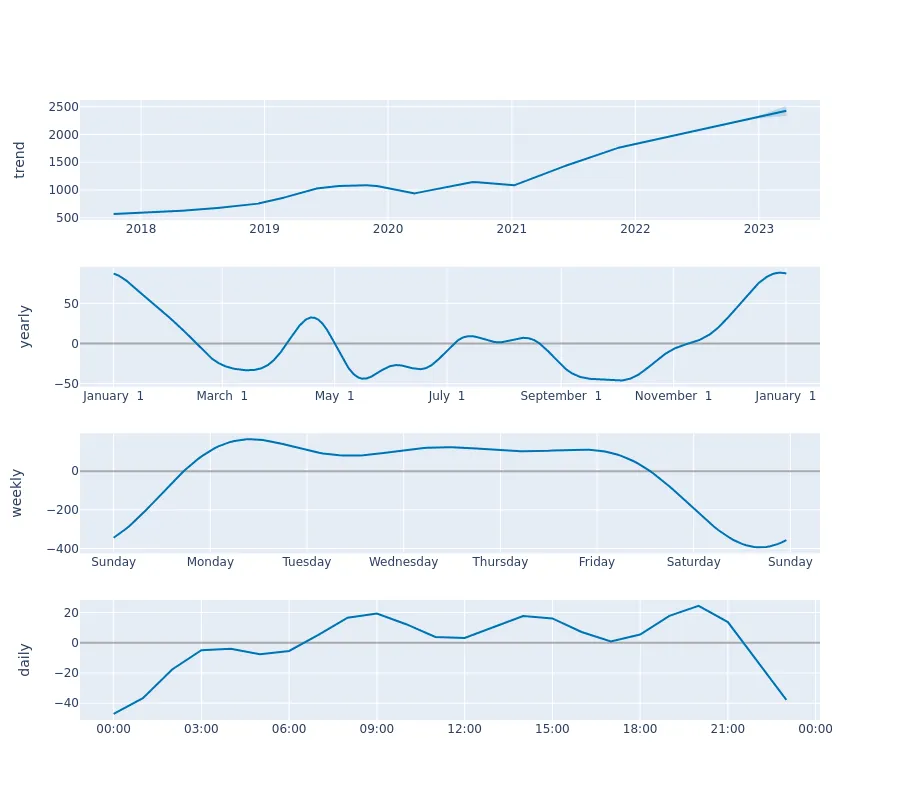 trend
2500
2000
1500
1000
500
2018 2019 2020 2021 2022 2023
yearly
50
0
−50
January 1 March 1 May 1 July 1 September 1 November 1 January 1
weekly
0
−200
−400
Sunday Monday Tuesday Wednesday Thursday Friday Saturday Sunday
daily
20
0
−20
−40
00:00 03:00 06:00 09:00 12:00 15:00 18:00 21:00 00:00